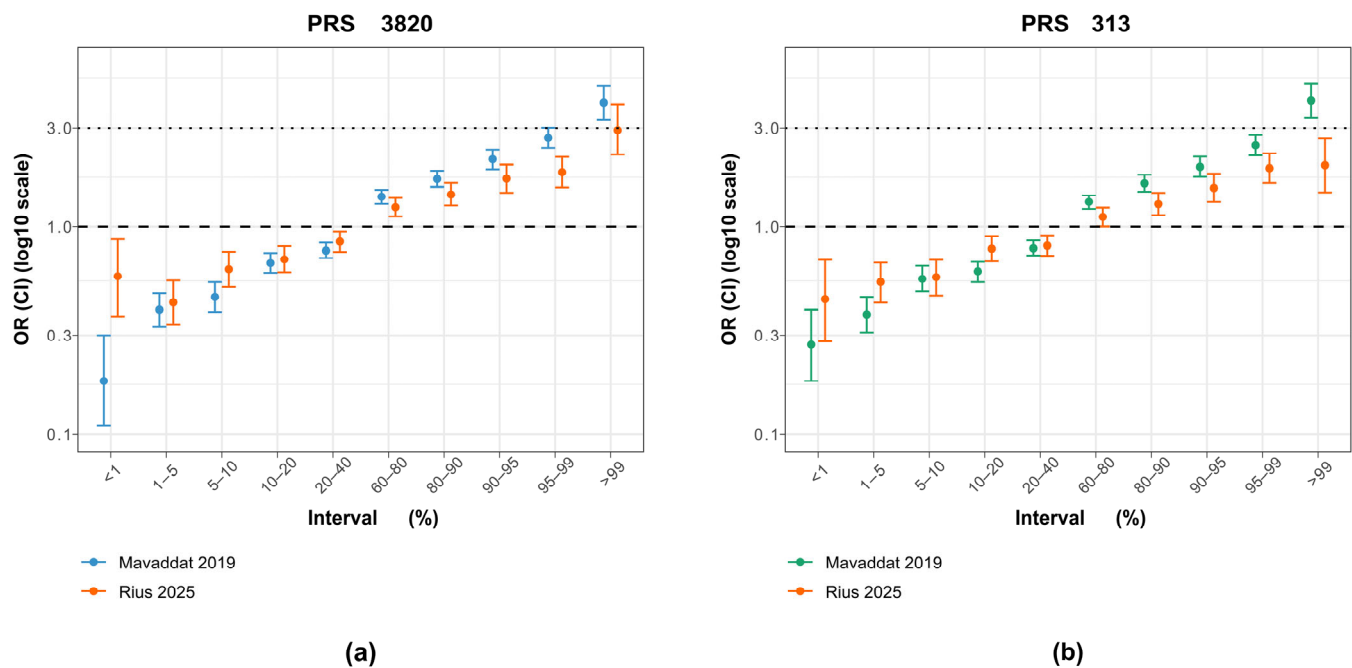 PRS 3820
OR (CI) (log10 scale)
3.0
1.0
0.3
0.1
<1
1–5
5–10
10–20
20–40
60–80
80–90
90–95
95–99
>99
Interval (%)
Mavaddat 2019
Rius 2025
(a)
PRS 313
OR (CI) (log10 scale)
3.0
1.0
0.3
0.1
<1
1–5
5–10
10–20
20–40
60–80
80–90
90–95
95–99
>99
Interval (%)
Mavaddat 2019
Rius 2025
(b)